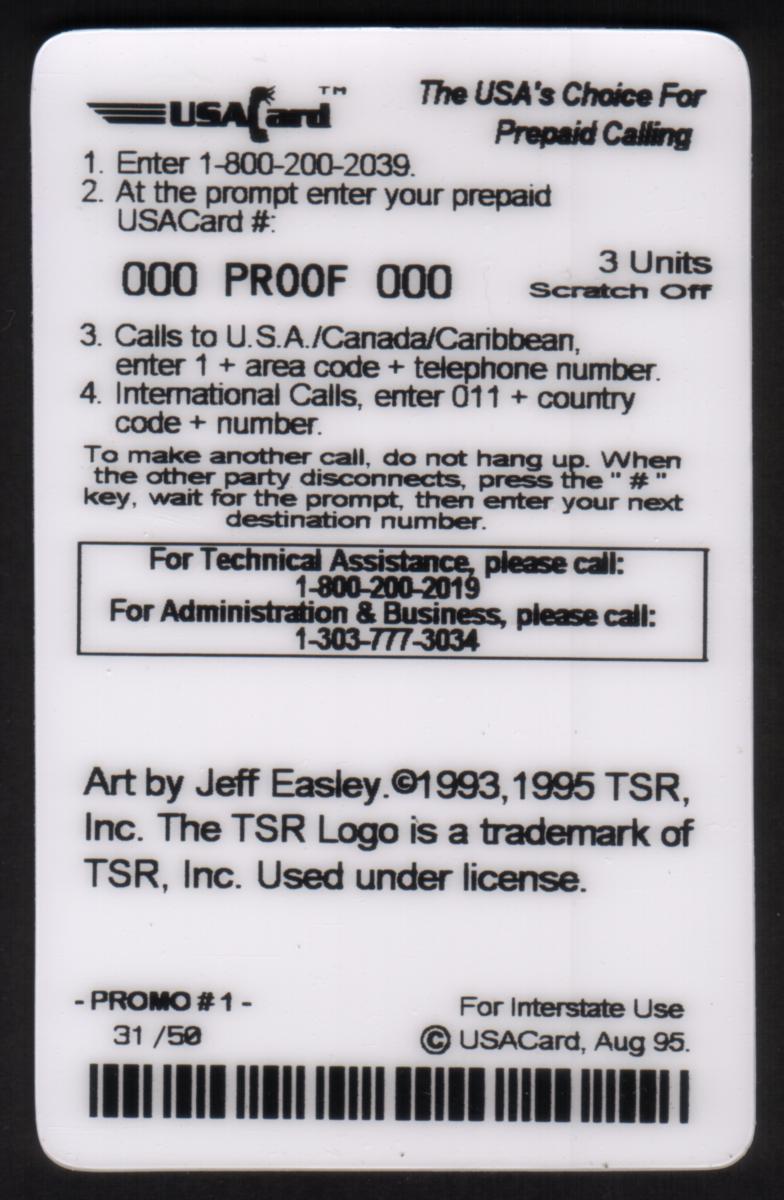 USACard™
The USA's Choice For
Prepaid Calling
1. Enter 1-800-200-2039.
2. At the prompt enter your prepaid
USACard #:
000 PROOF 000
3 Units
Scratch Off
3. Calls to U.S.A./Canada/Caribbean,
enter 1 + area code + telephone number.
4. International Calls, enter 011 + country
code + number.
To make another call, do not hang up. When
the other party disconnects, press the " # "
key, wait for the prompt, then enter your next
destination number.
For Technical Assistance, please call:
1-800-200-2019
For Administration & Business, please call:
1-303-777-3034
Art by Jeff Easley.©1993,1995 TSR,
Inc. The TSR Logo is a trademark of
TSR, Inc. Used under license.
- PROMO # 1 -
31 /50
For Interstate Use
© USACard, Aug 95.